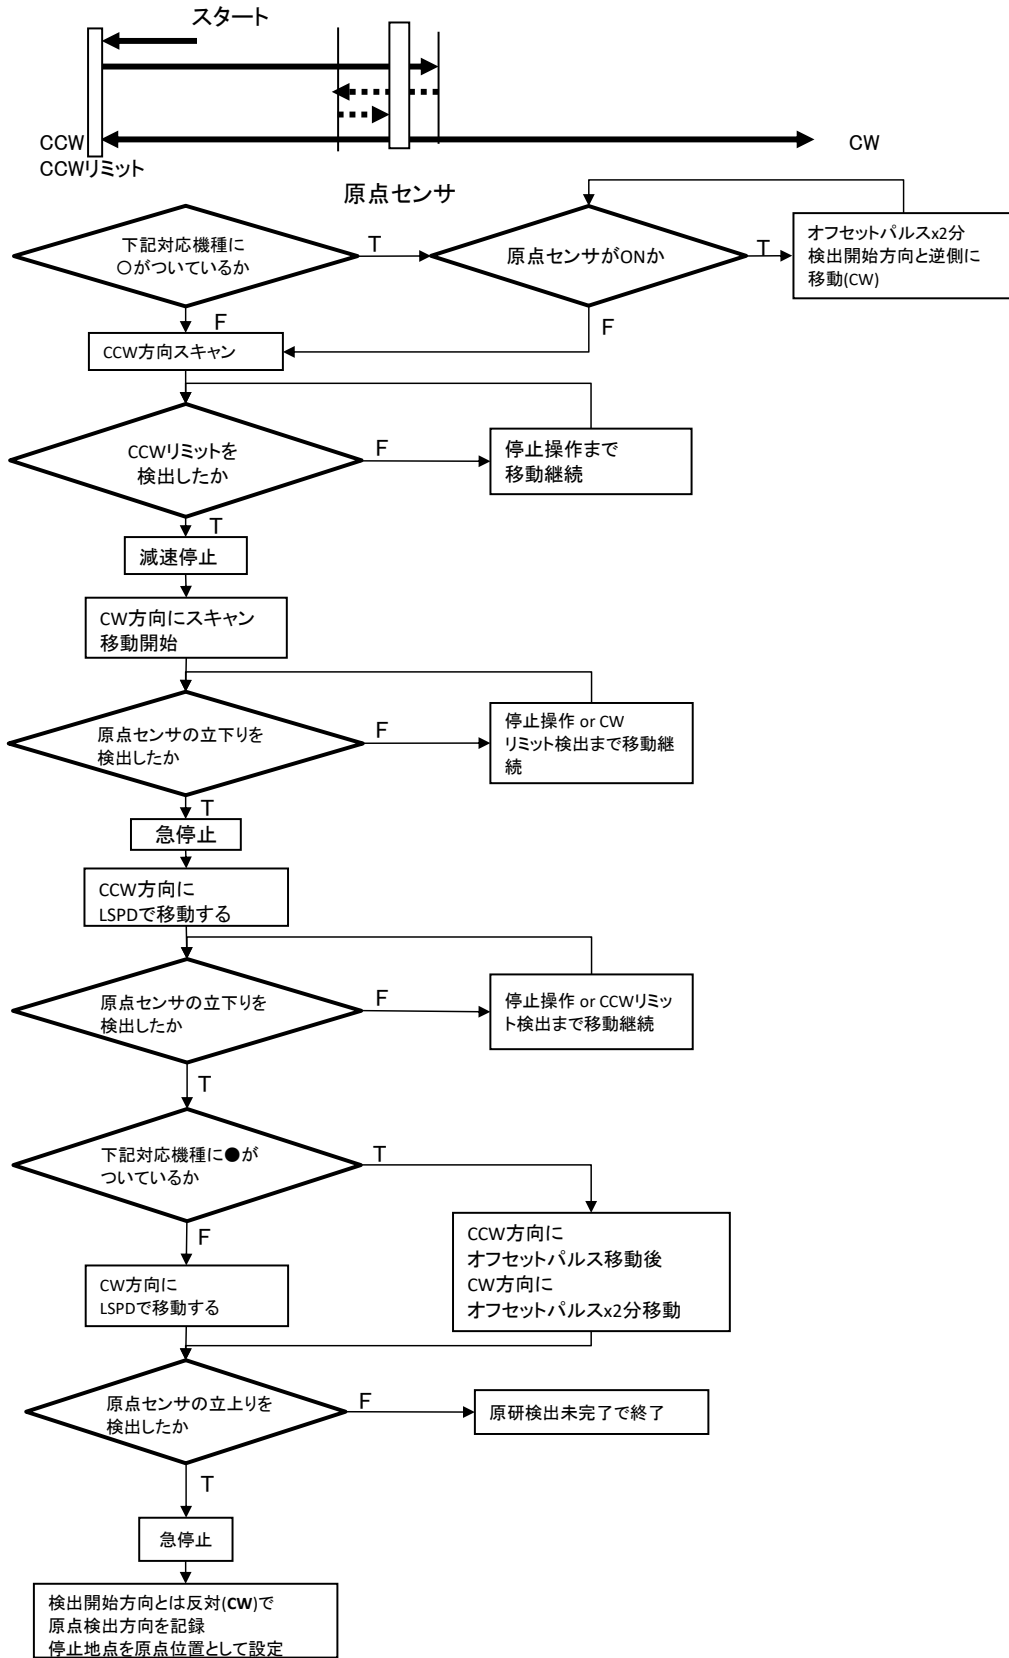 スタート
CCW
CW
CCWリミット
原点センサ
下記対応機種に
○がついているか
T
原点センサがONか
T
オフセットパルスx2分
検出開始方向と逆側に
移動(CW)
F
F
CCW方向スキャン
CCWリミットを
検出したか
F
停止操作まで
移動継続
T
減速停止
CW方向にスキャン
移動開始
原点センサの立下りを
検出したか
F
停止操作 or CW
リミット検出まで移動継
続
T
急停止
CCW方向に
LSPDで移動する
原点センサの立下りを
検出したか
F
停止操作 or CCWリミッ
ト検出まで移動継続
T
下記対応機種に●が
ついているか
T
F
CCW方向に
オフセットパルス移動後
CW方向に
オフセットパルスx2分移動
CW方向に
LSPDで移動する
原点センサの立上りを
検出したか
F
原研検出未完了で終了
T
急停止
検出開始方向とは反対(CW)で
原点検出方向を記録
停止地点を原点位置として設定